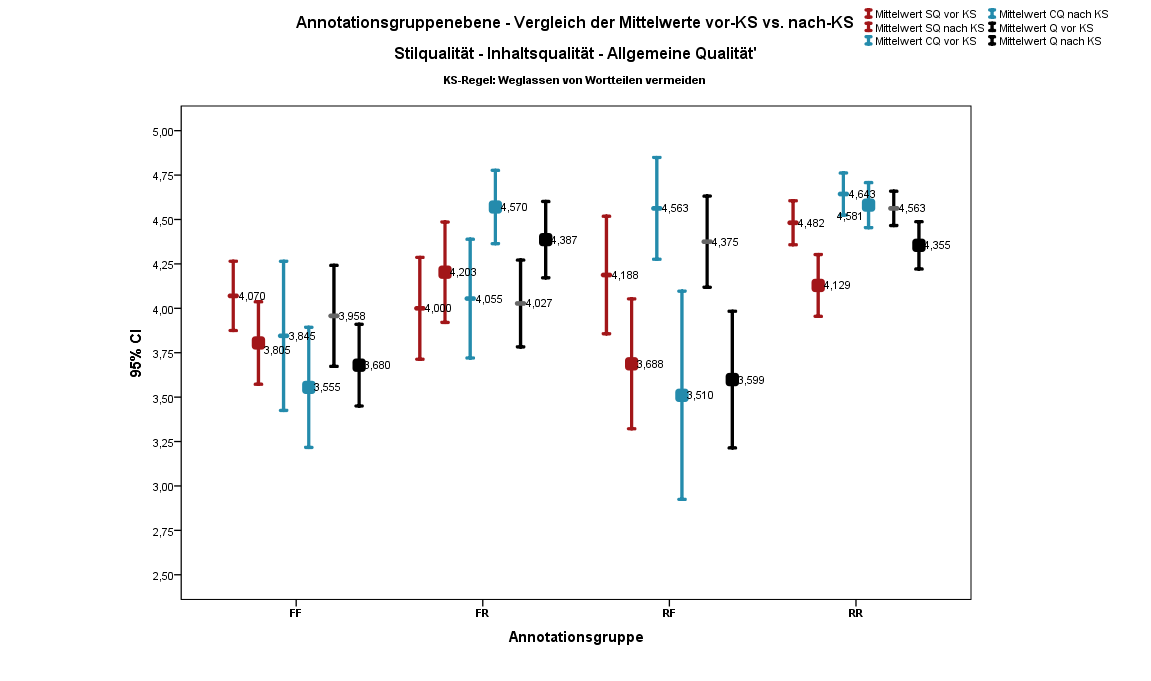 Annotationsgruppenebene - Vergleich der Mittelwerte vor-KS vs. nach-KS
Stilqualität - Inhaltsqualität - Allgemeine Qualität'
KS-Regel: Weglassen von Wortteilen vermeiden
Mittelwert SQ vor KS
Mittelwert SQ nach KS
Mittelwert CQ vor KS
Mittelwert CQ nach KS
Mittelwert Q vor KS
Mittelwert Q nach KS
95% CI
5,00
4,75
4,50
4,25
4,00
3,75
3,50
3,25
3,00
2,75
2,50
4,070
3,805
3,845
3,555
3,958
3,680
4,000
4,203
4,055
4,570
4,027
4,387
4,188
3,688
4,563
3,510
4,375
3,599
4,482
4,129
4,643
4,581
4,563
4,355
FF
FR
RF
RR
Annotationsgruppe